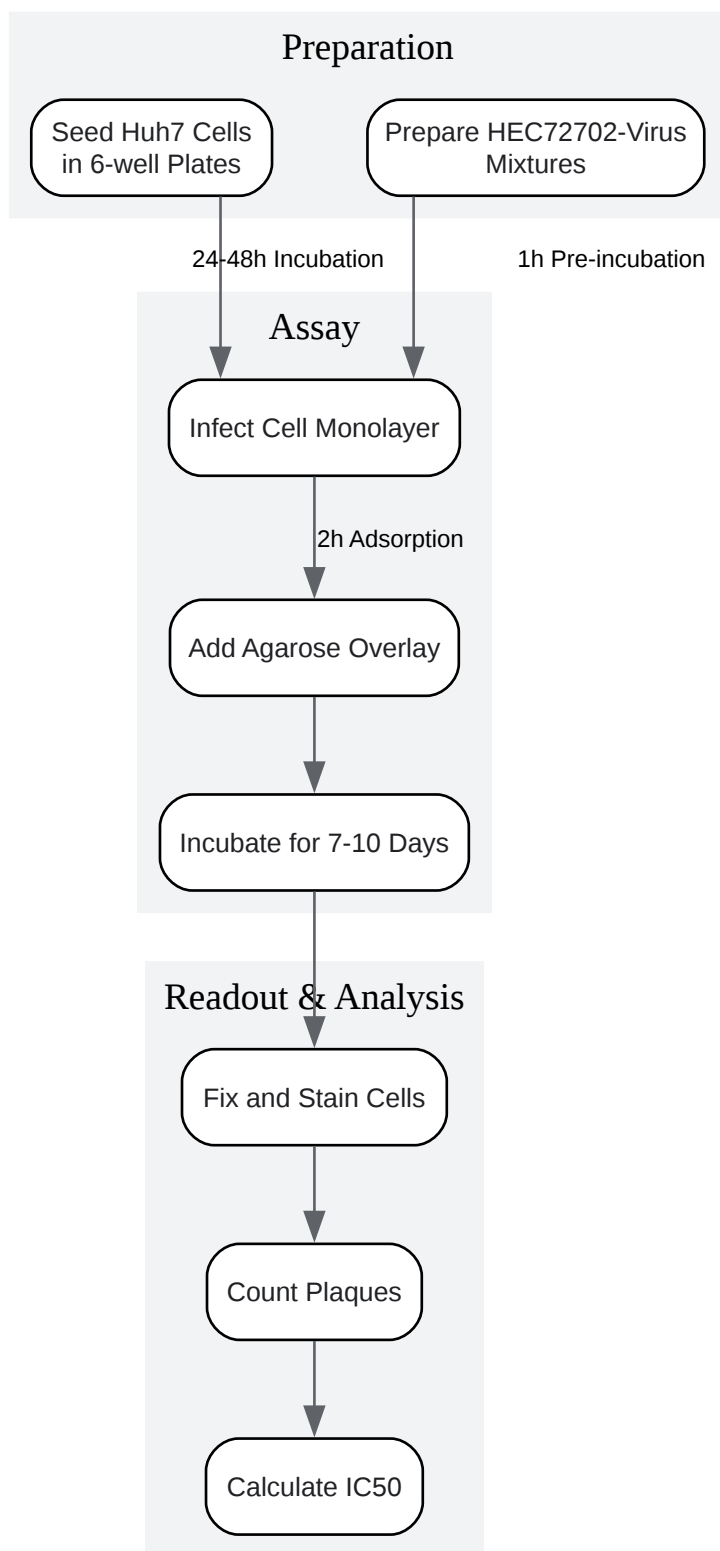 Preparation
Seed Huh7 Cells
in 6-well Plates
Prepare HEC72702-Virus
Mixtures
24-48h Incubation
1h Pre-incubation
Assay
Infect Cell Monolayer
2h Adsorption
Add Agarose Overlay
Incubate for 7-10 Days
Readout & Analysis
Fix and Stain Cells
Count Plaques
Calculate IC50